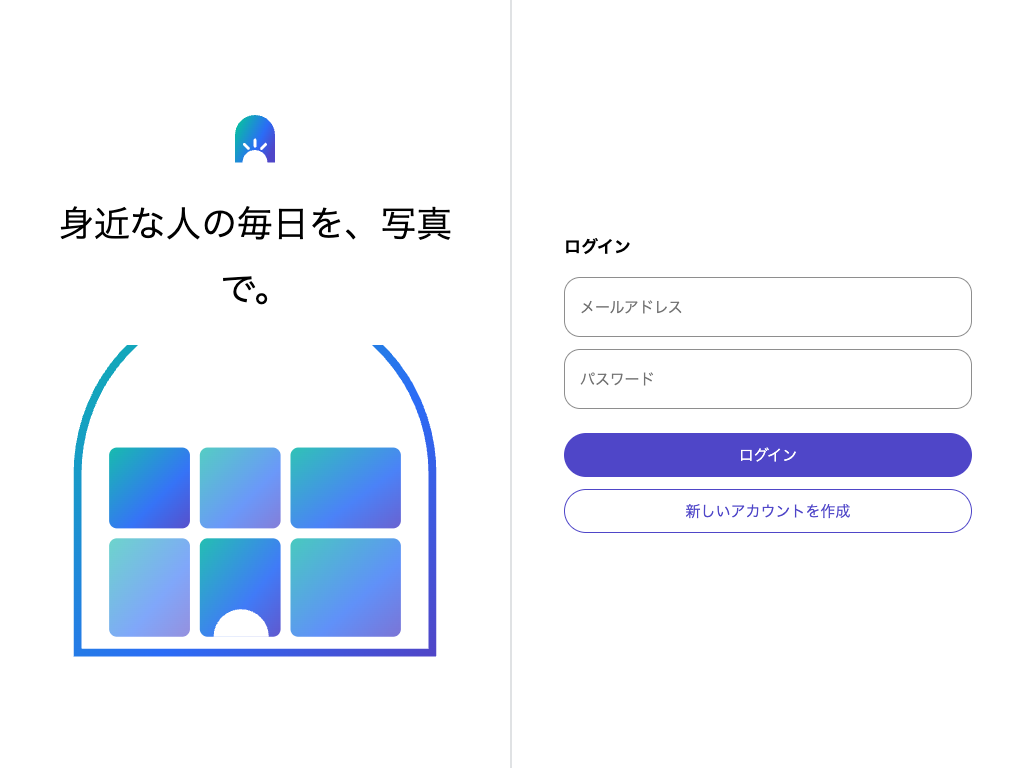 身近な人の毎日を、写真
で。
ログイン
メールアドレス
パスワード
ログイン
新しいアカウントを作成